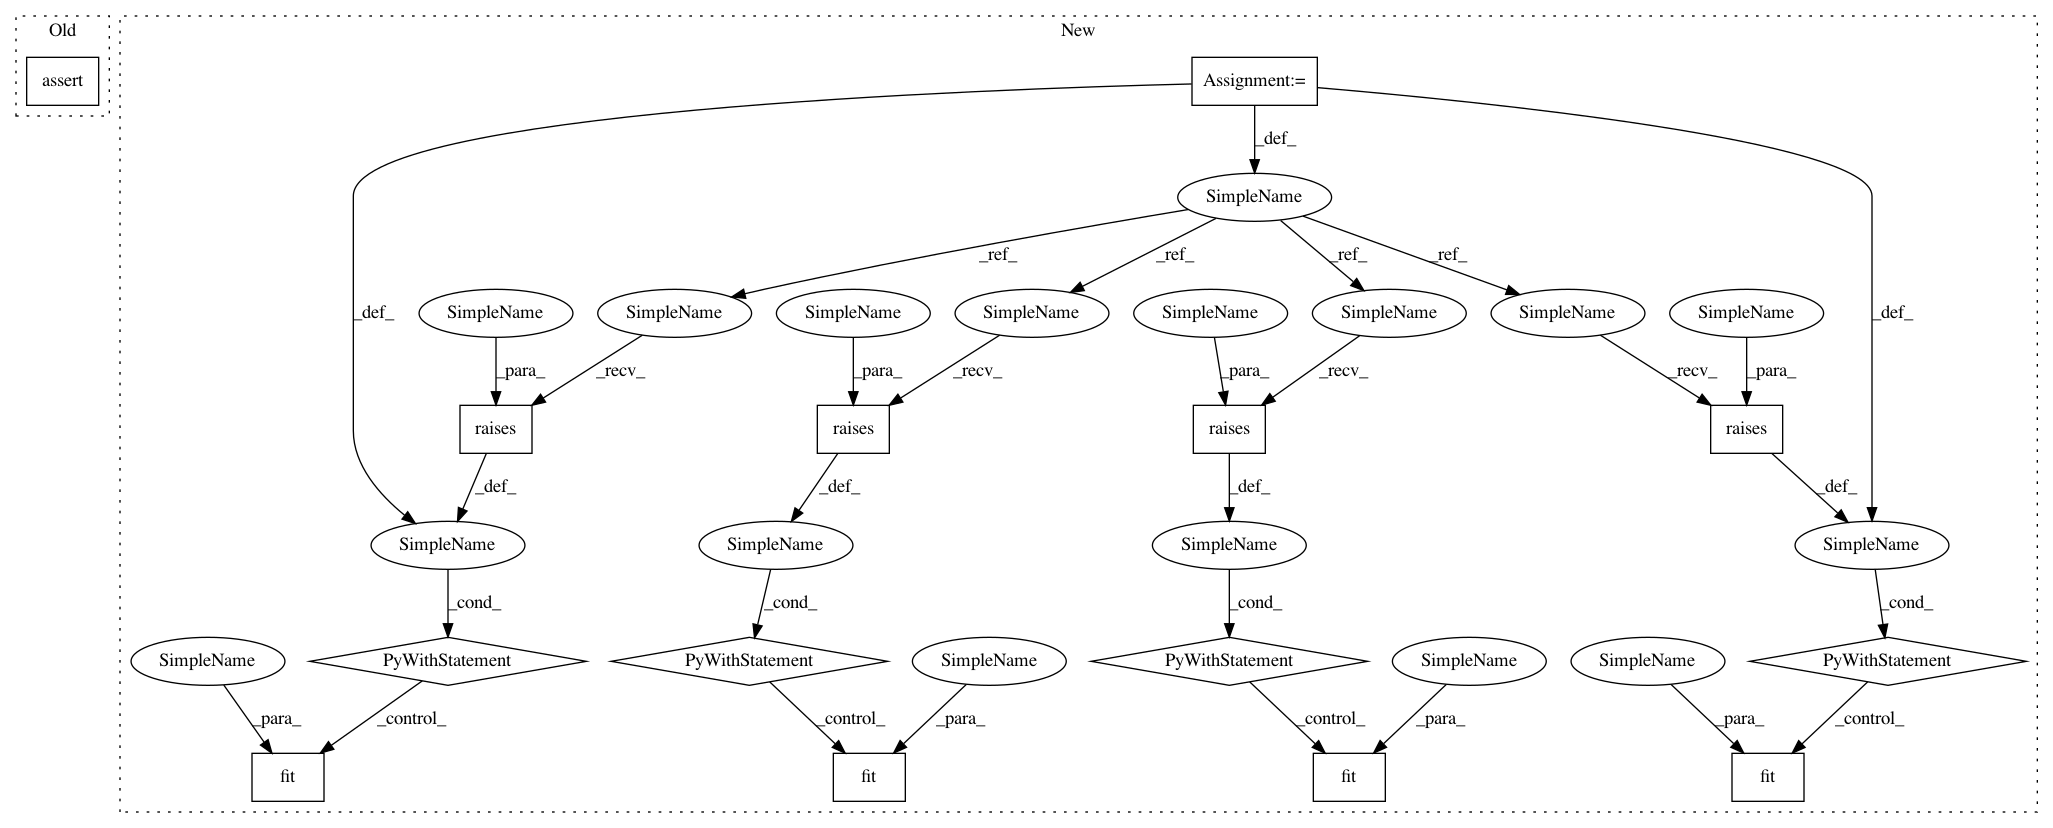 Old
New
assert
Assignment:=
_def_
SimpleName
_ref_
_ref_
_ref_
_ref_
_def_
SimpleName
SimpleName
SimpleName
SimpleName
SimpleName
SimpleName
SimpleName
SimpleName
_def_
_para_
_recv_
_para_
_recv_
_para_
_recv_
_recv_
_para_
raises
raises
raises
raises
_def_
_def_
_def_
_def_
SimpleName
SimpleName
SimpleName
SimpleName
_cond_
_cond_
_cond_
_cond_
SimpleName
PyWithStatement
PyWithStatement
SimpleName
PyWithStatement
SimpleName
SimpleName
PyWithStatement
_para_
_control_
_control_
_para_
_control_
_para_
_para_
_control_
fit
fit
fit
fit